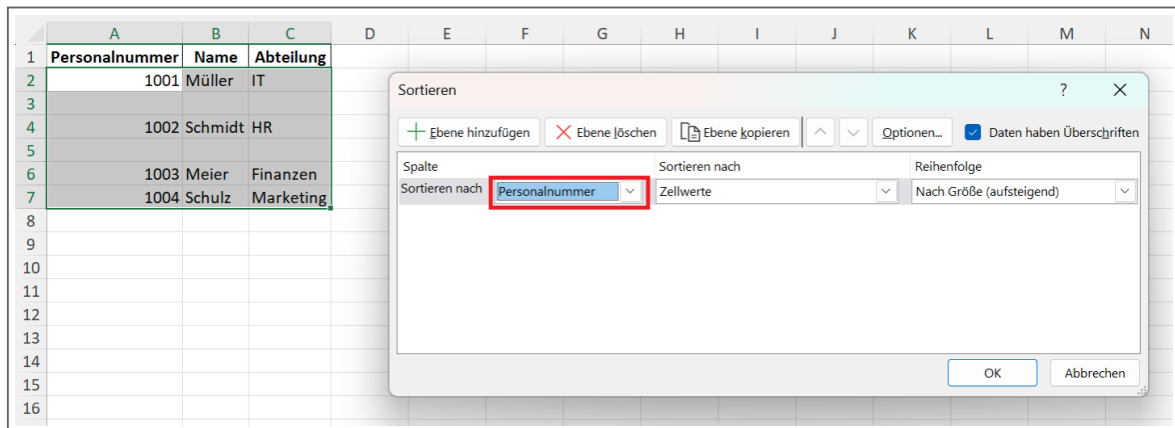 A B C D E F G H I J K L M N
1 Personalnummer Name Abteilung
2 1001 Müller IT
3
4 1002 Schmidt HR
5
6 1003 Meier Finanzen
7 1004 Schulz Marketing
8
9
10
11
12
13
14
15
16
Sortieren ?
Ebene hinzufügen Ebene löschen Ebene kopieren Optionen... Daten haben Überschriften
Spalte Sortieren nach Reihenfolge
Sortieren nach Personalnummer Zellwerte Nach Größe (aufsteigend)
OK Abbrechen